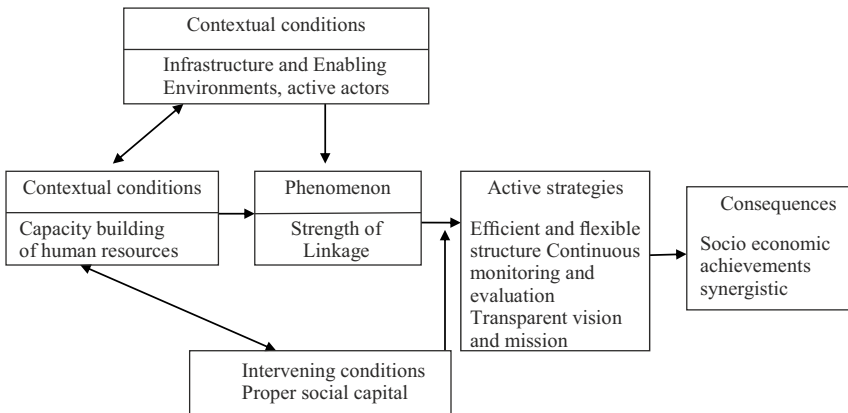 Contextual conditions
Infrastructure and Enabling
Environments, active actors
Contextual conditions
Capacity building
of human resources
Phenomenon
Strength of
Linkage
Active strategies
Efficient and flexible
structure Continuous
monitoring and
evaluation
Transparent vision
and mission
Consequences
Socio economic
achievements
synergistic
Intervening conditions
Proper social capital